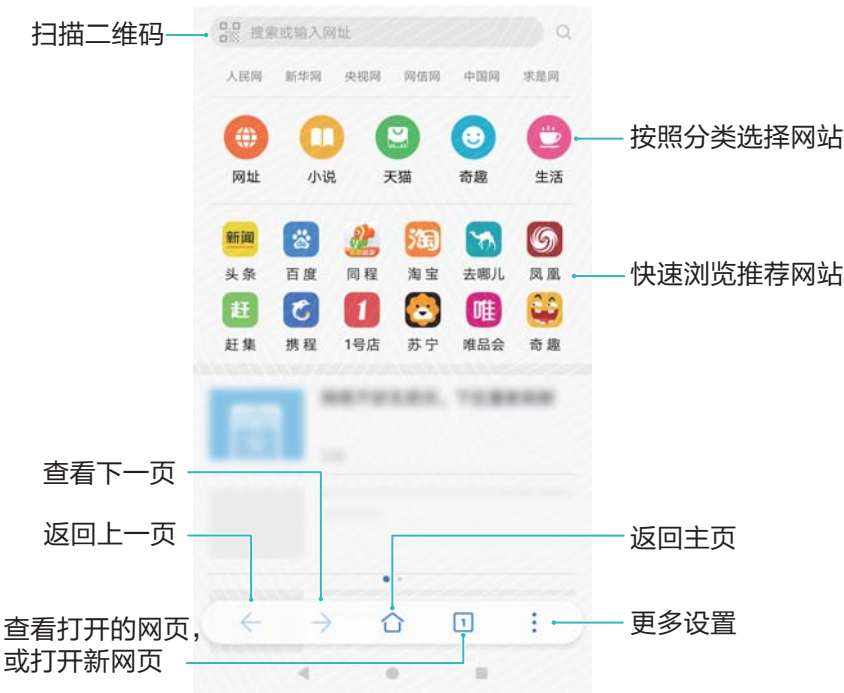 扫描二维码
搜索或输入网址
人民网 新华网 央视网 网信网 中国网 求是网
网址 小说 天猫 奇趣 生活
按照分类选择网站
新闻 淘
头条 百度 同程 淘宝 去哪儿 凤凰
快速浏览推荐网站
赶 1 唯
赶集 携程 1号店 苏宁 唯品会 奇趣
查看下一页
返回上一页
返回主页
查看打开的网页，
或打开新网页
1
更多设置